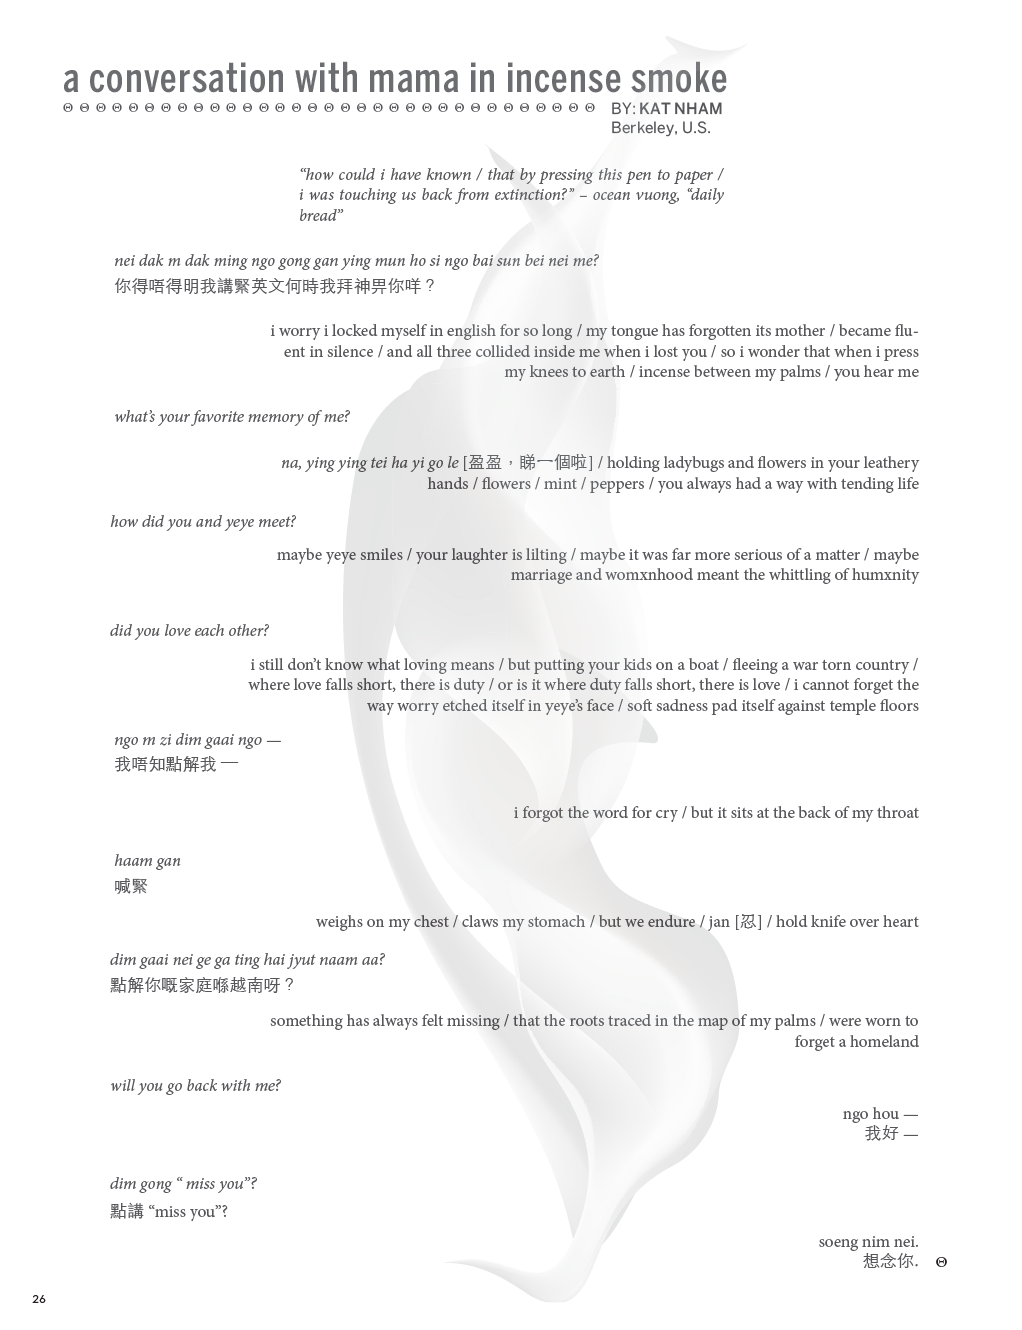 a conversation with mama in incense smoke
BY: KAT NHAM
Berkeley, U.S.
“how could i have known / that by pressing this pen to paper /
i was touching us back from extinction?” – ocean vuong, “daily
bread”
nei dak m dak ming ngo gong gan ying mun ho si ngo bai sun bei nei me?
你得唔得明我講緊英文何時我拜神畀你咩？
i worry i locked myself in english for so long / my tongue has forgotten its mother / became flu-
ent in silence / and all three collided inside me when i lost you / so i wonder that when i press
my knees to earth / incense between my palms / you hear me
what’s your favorite memory of me?
na, ying ying tei ha yi go le [盈盈，睇一個啦] / holding ladybugs and flowers in your leathery
hands / flowers / mint / peppers / you always had a way with tending life
how did you and yeye meet?
maybe yeye smiles / your laughter is lilting / maybe it was far more serious of a matter / maybe
marriage and womxnhood meant the whittling of humxnity
did you love each other?
i still don’t know what loving means / but putting your kids on a boat / fleeing a war torn country /
where love falls short, there is duty / or is it where duty falls short, there is love / i cannot forget the
way worry etched itself in yeye’s face / soft sadness pad itself against temple floors
ngo m zi dim gaai ngo —
我唔知點解我 —
i forgot the word for cry / but it sits at the back of my throat
haam gan
喊緊
weighs on my chest / claws my stomach / but we endure / jan [忍] / hold knife over heart
dim gaai nei ge ga ting hai jyut naam aa?
點解你嘅家庭喺越南呀？
something has always felt missing / that the roots traced in the map of my palms / were worn to
forget a homeland
will you go back with me?
ngo hou —
我好 —
dim gong “ miss you”?
點講 “miss you”?
soeng nim nei.
想念你.
26